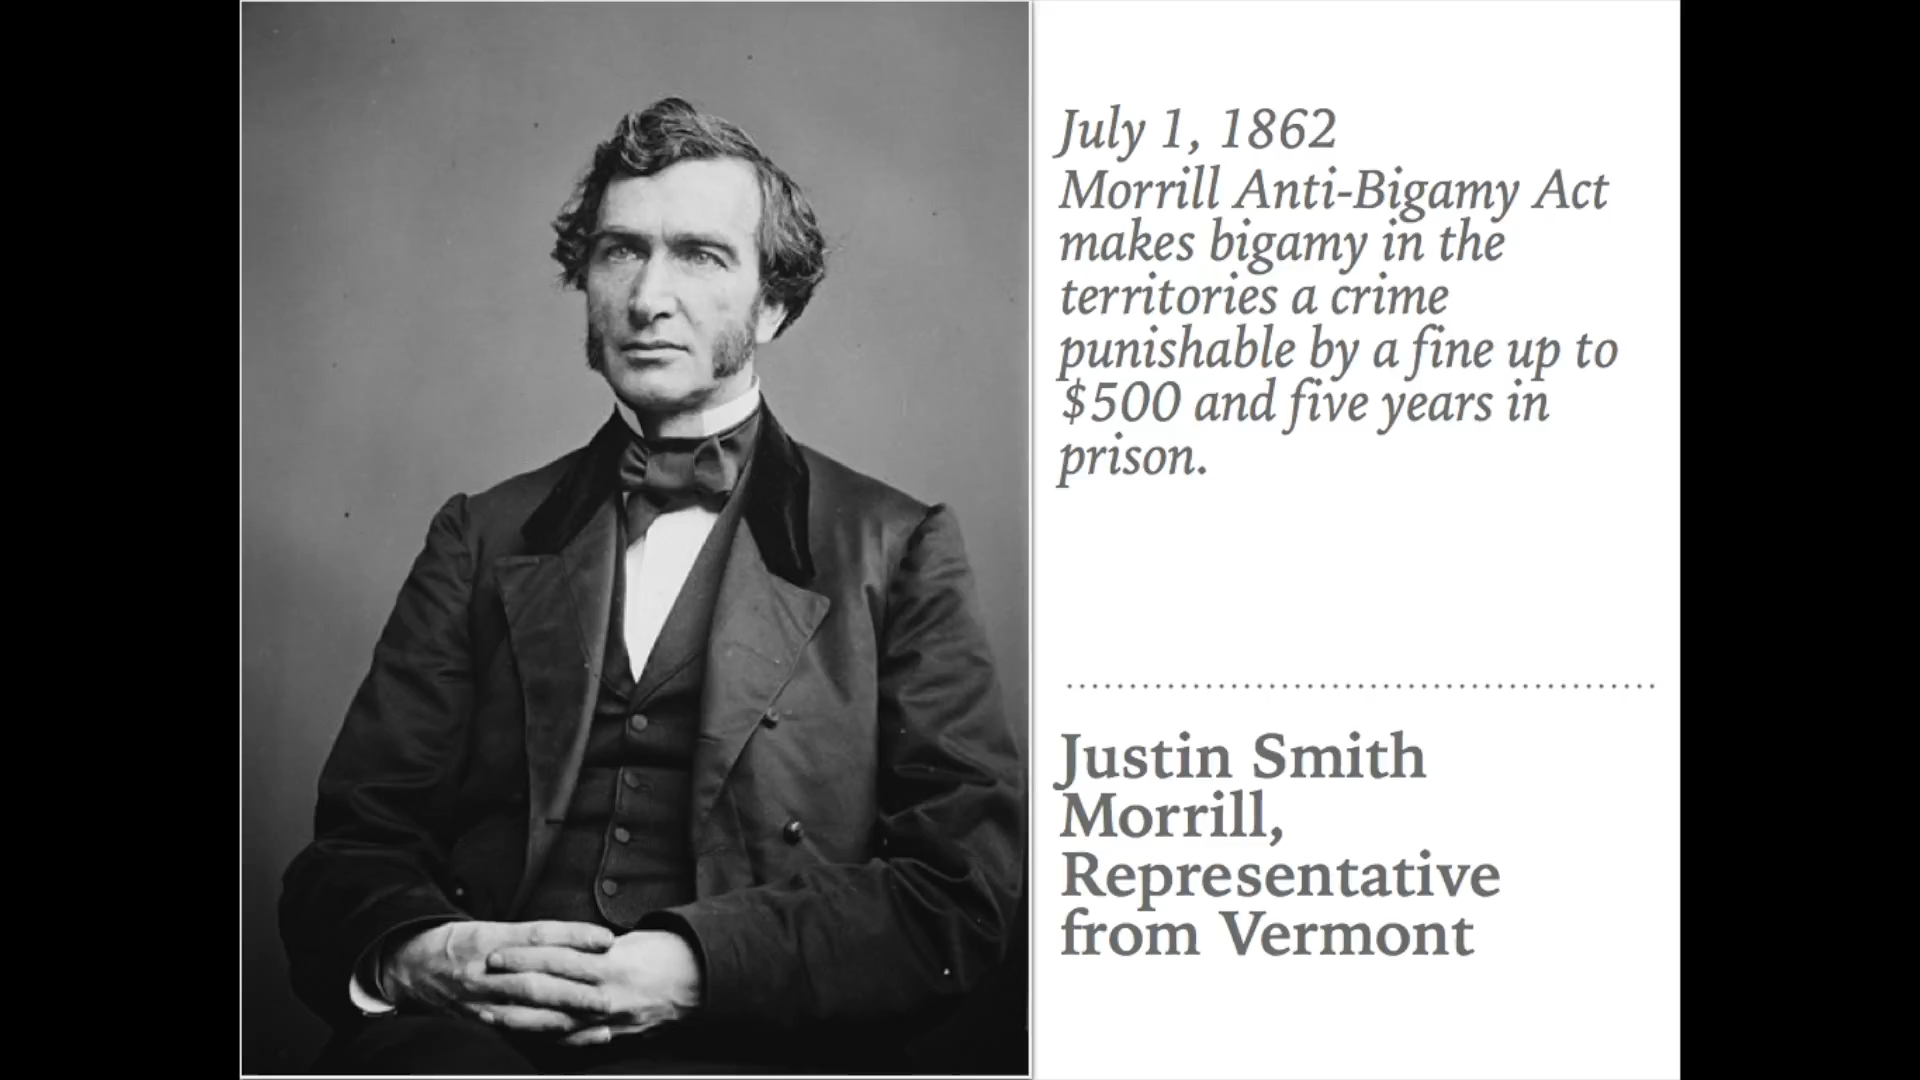 July 1, 1862
Morrill Anti-Bigamy Act
makes bigamy in the
territories a crime
punishable by a fine up to
$500 and five years in
prison.
Justin Smith
Morrill,
Representative
from Vermont